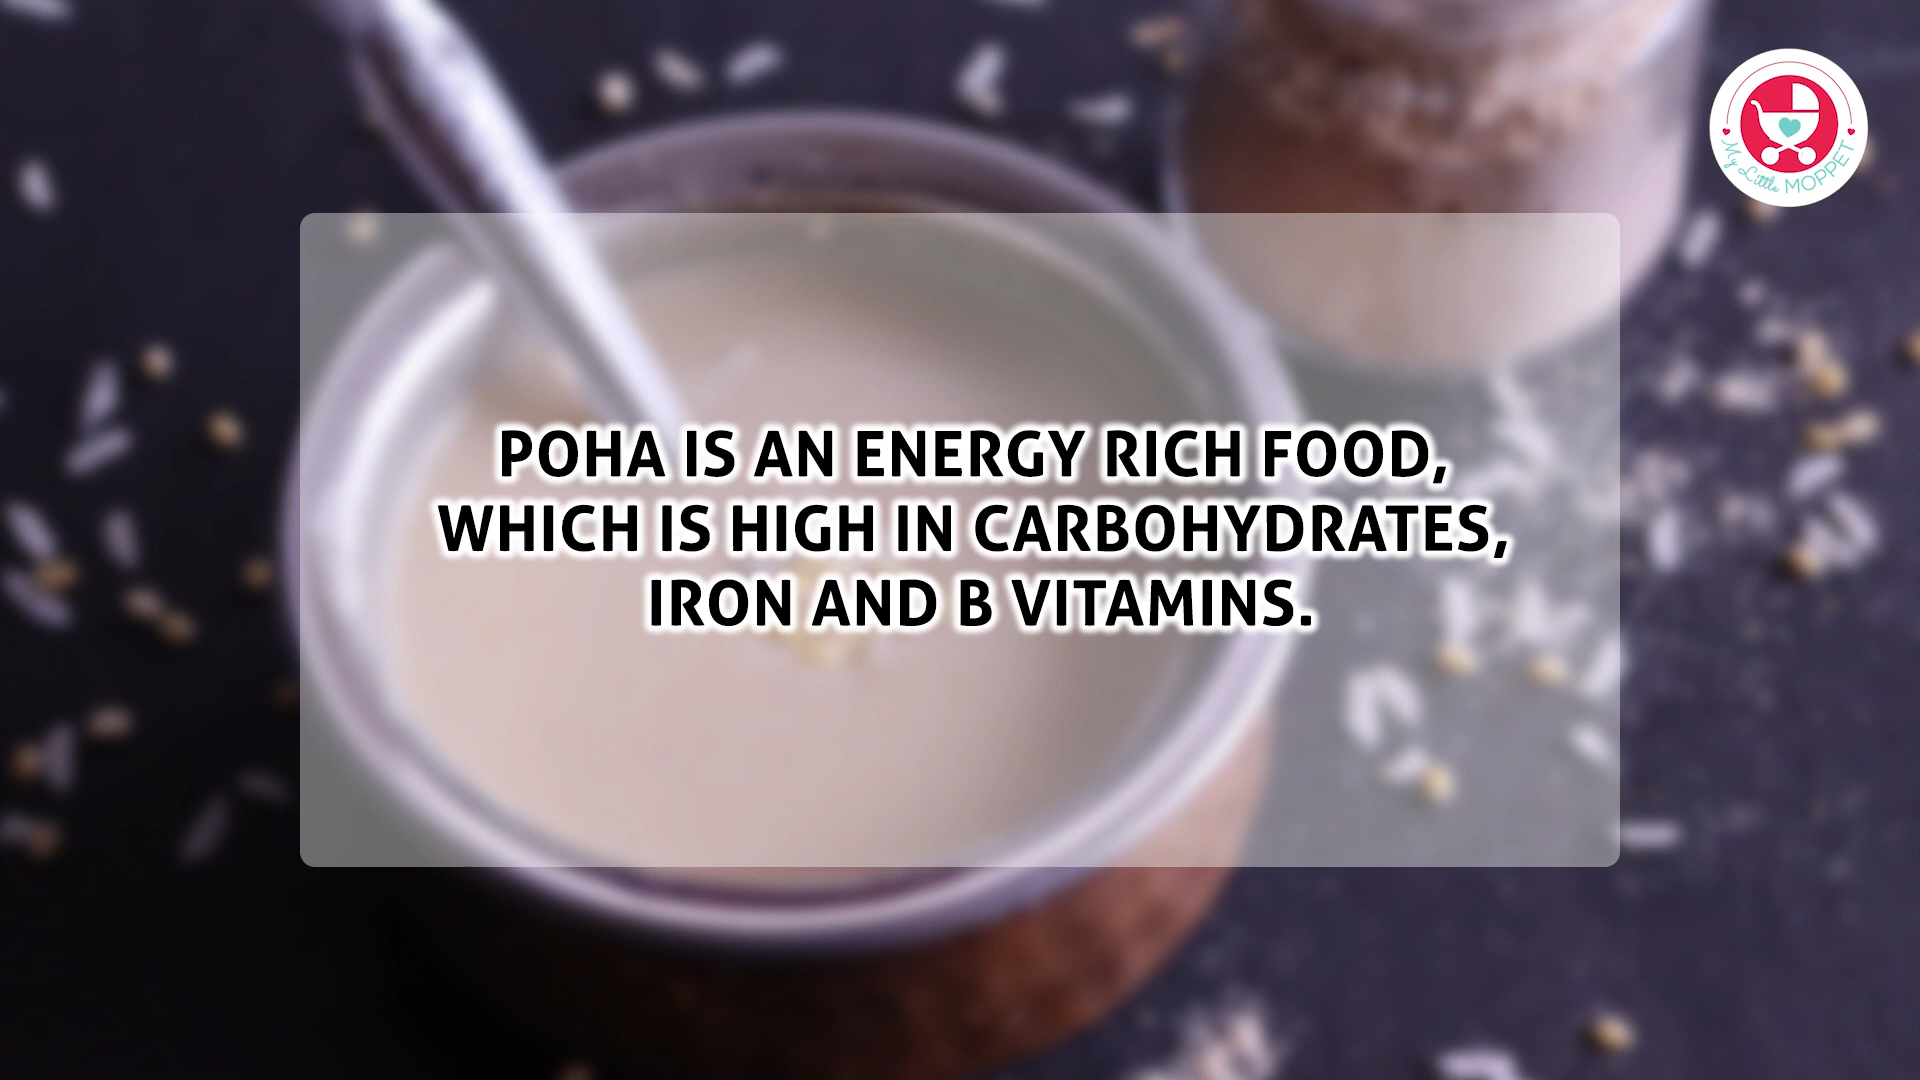 POHA IS AN ENERGY RICH FOOD,
WHICH IS HIGH IN CARBOHYDRATES,
IRON AND B VITAMINS.
My Little MOPPET